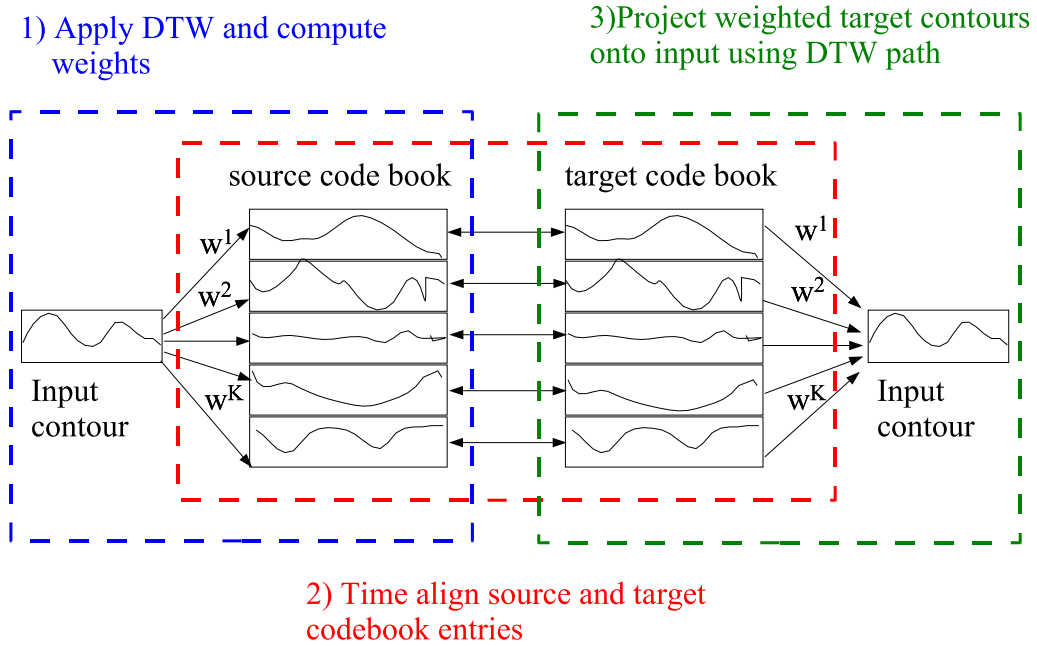 1) Apply DTW and compute
weights
3)Project weighted target contours
onto input using DTW path
source code book
target code book
w1
w2
wK
w1
w2
wK
Input
contour
Input
contour
2) Time align source and target
codebook entries